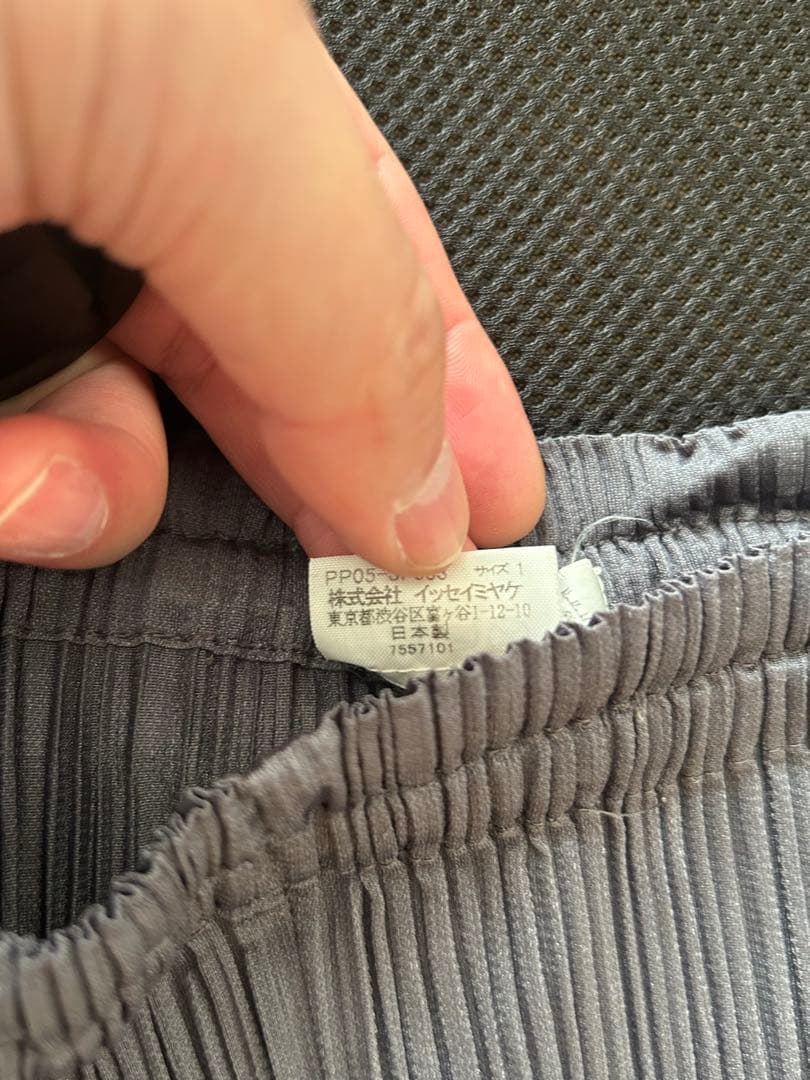 PP05- サイズ 1
株式会社 イッセイミヤケ
東京都渋谷区富ヶ谷1-12-10
日本製
7557101